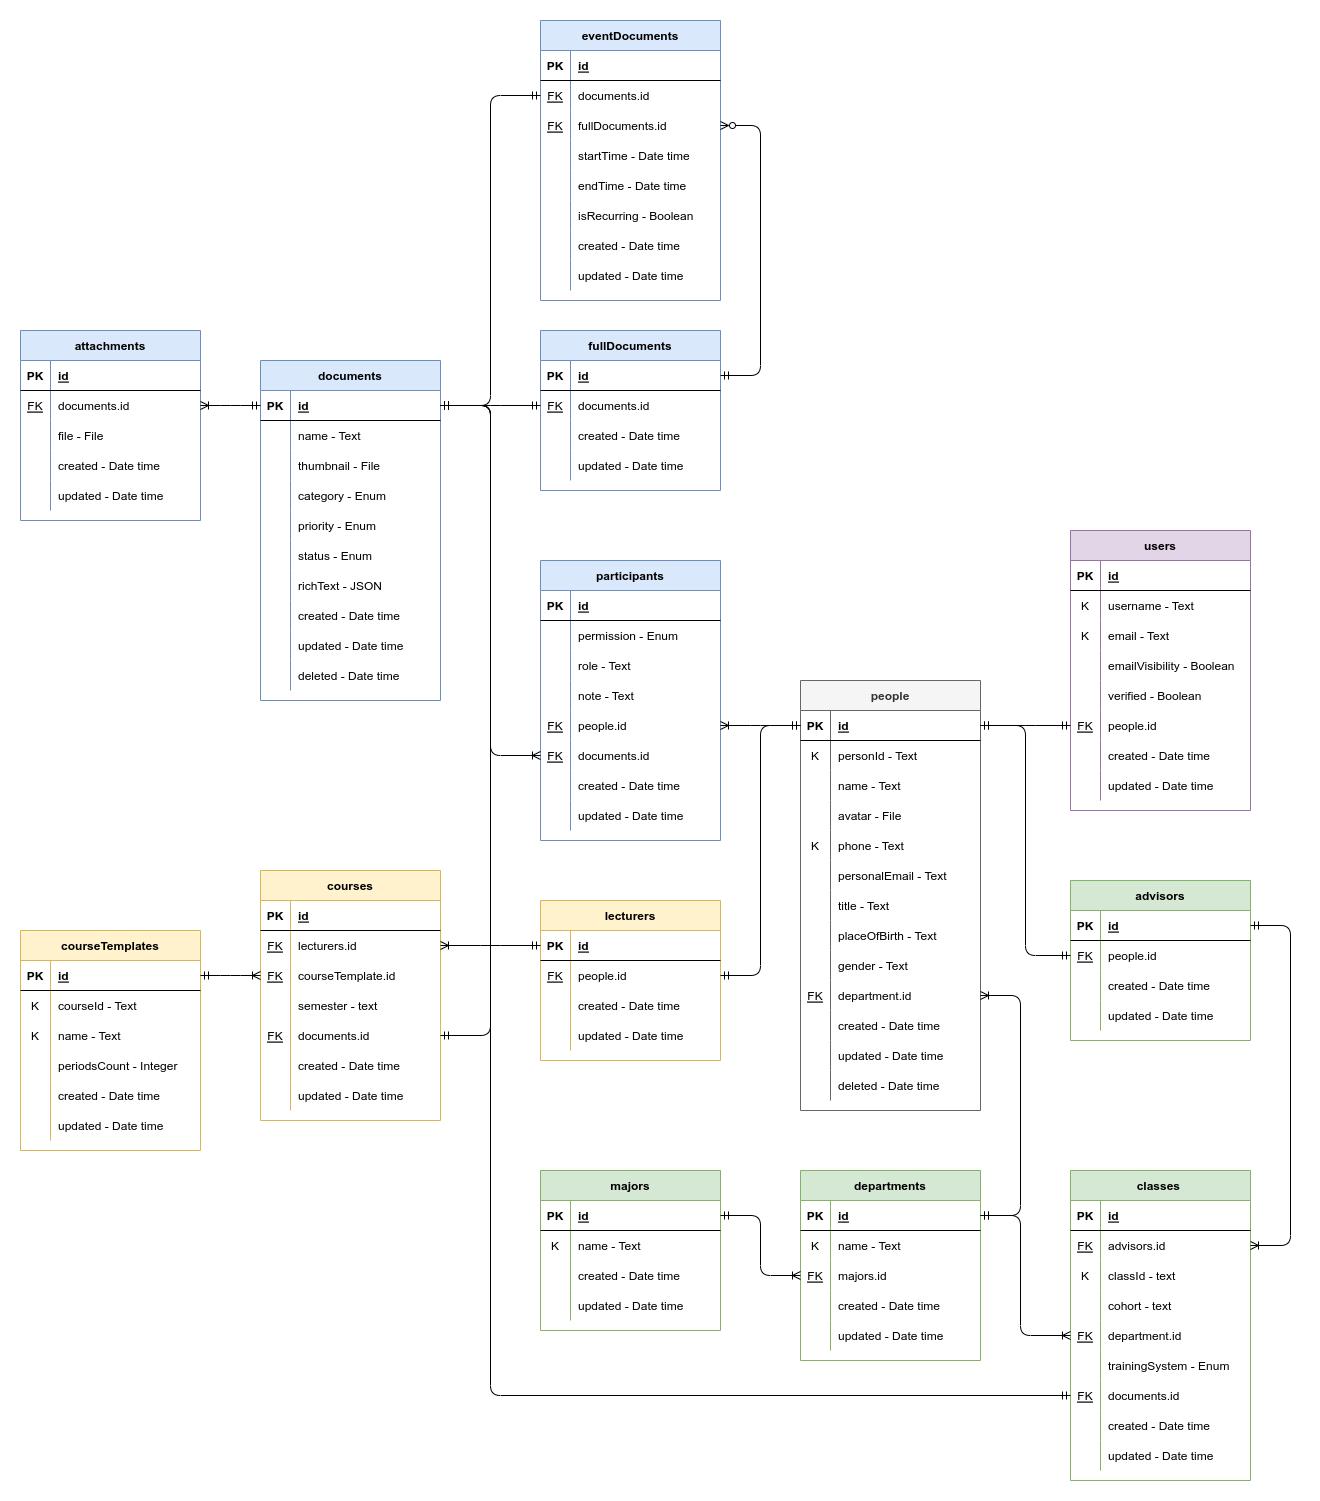 eventDocuments
PK id
FK documents.id
FK fullDocuments.id
startTime - Date time
endTime - Date time
isRecurring - Boolean
created - Date time
updated - Date time
attachments
PK id
FK documents.id
file - File
created - Date time
updated - Date time
documents
PK id
name - Text
thumbnail - File
category - Enum
priority - Enum
status - Enum
richText - JSON
created - Date time
updated - Date time
deleted - Date time
fullDocuments
PK id
FK documents.id
created - Date time
updated - Date time
participants
PK id
permission - Enum
role - Text
note - Text
FK people.id
FK documents.id
created - Date time
updated - Date time
users
PK id
K username - Text
K email - Text
emailVisibility - Boolean
verified - Boolean
FK people.id
created - Date time
updated - Date time
people
PK id
K personId - Text
name - Text
avatar - File
K phone - Text
personalEmail - Text
title - Text
placeOfBirth - Text
gender - Text
FK department.id
created - Date time
updated - Date time
deleted - Date time
courseTemplates
PK id
K courseId - Text
K name - Text
periodsCount - Integer
created - Date time
updated - Date time
courses
PK id
FK lecturers.id
FK courseTemplate.id
semester - text
FK documents.id
created - Date time
updated - Date time
lecturers
PK id
FK people.id
created - Date time
updated - Date time
advisors
PK id
FK people.id
created - Date time
updated - Date time
majors
PK id
K name - Text
created - Date time
updated - Date time
departments
PK id
K name - Text
FK majors.id
created - Date time
updated - Date time
classes
PK id
FK advisors.id
K classId - text
cohort - text
FK department.id
trainingSystem - Enum
FK documents.id
created - Date time
updated - Date time